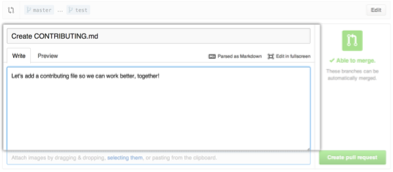 master ... test
Edit
Create CONTRIBUTING.md
Write Preview
Parsed as Markdown Edit in fullscreen
Let's add a contributing file so we can work better, together!
Able to merge.
These branches can be
automatically merged.
Attach images by dragging & dropping, selecting them, or pasting from the clipboard.
Create pull request